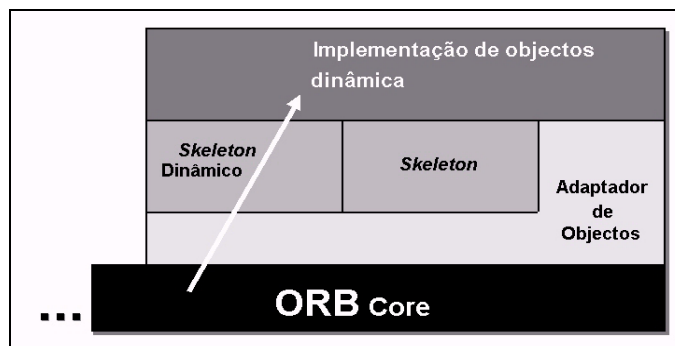 Implementação de objectos
dinâmica
Skeleton
Dinâmico
Skeleton
Adaptador
de
Objectos
...
ORB Core